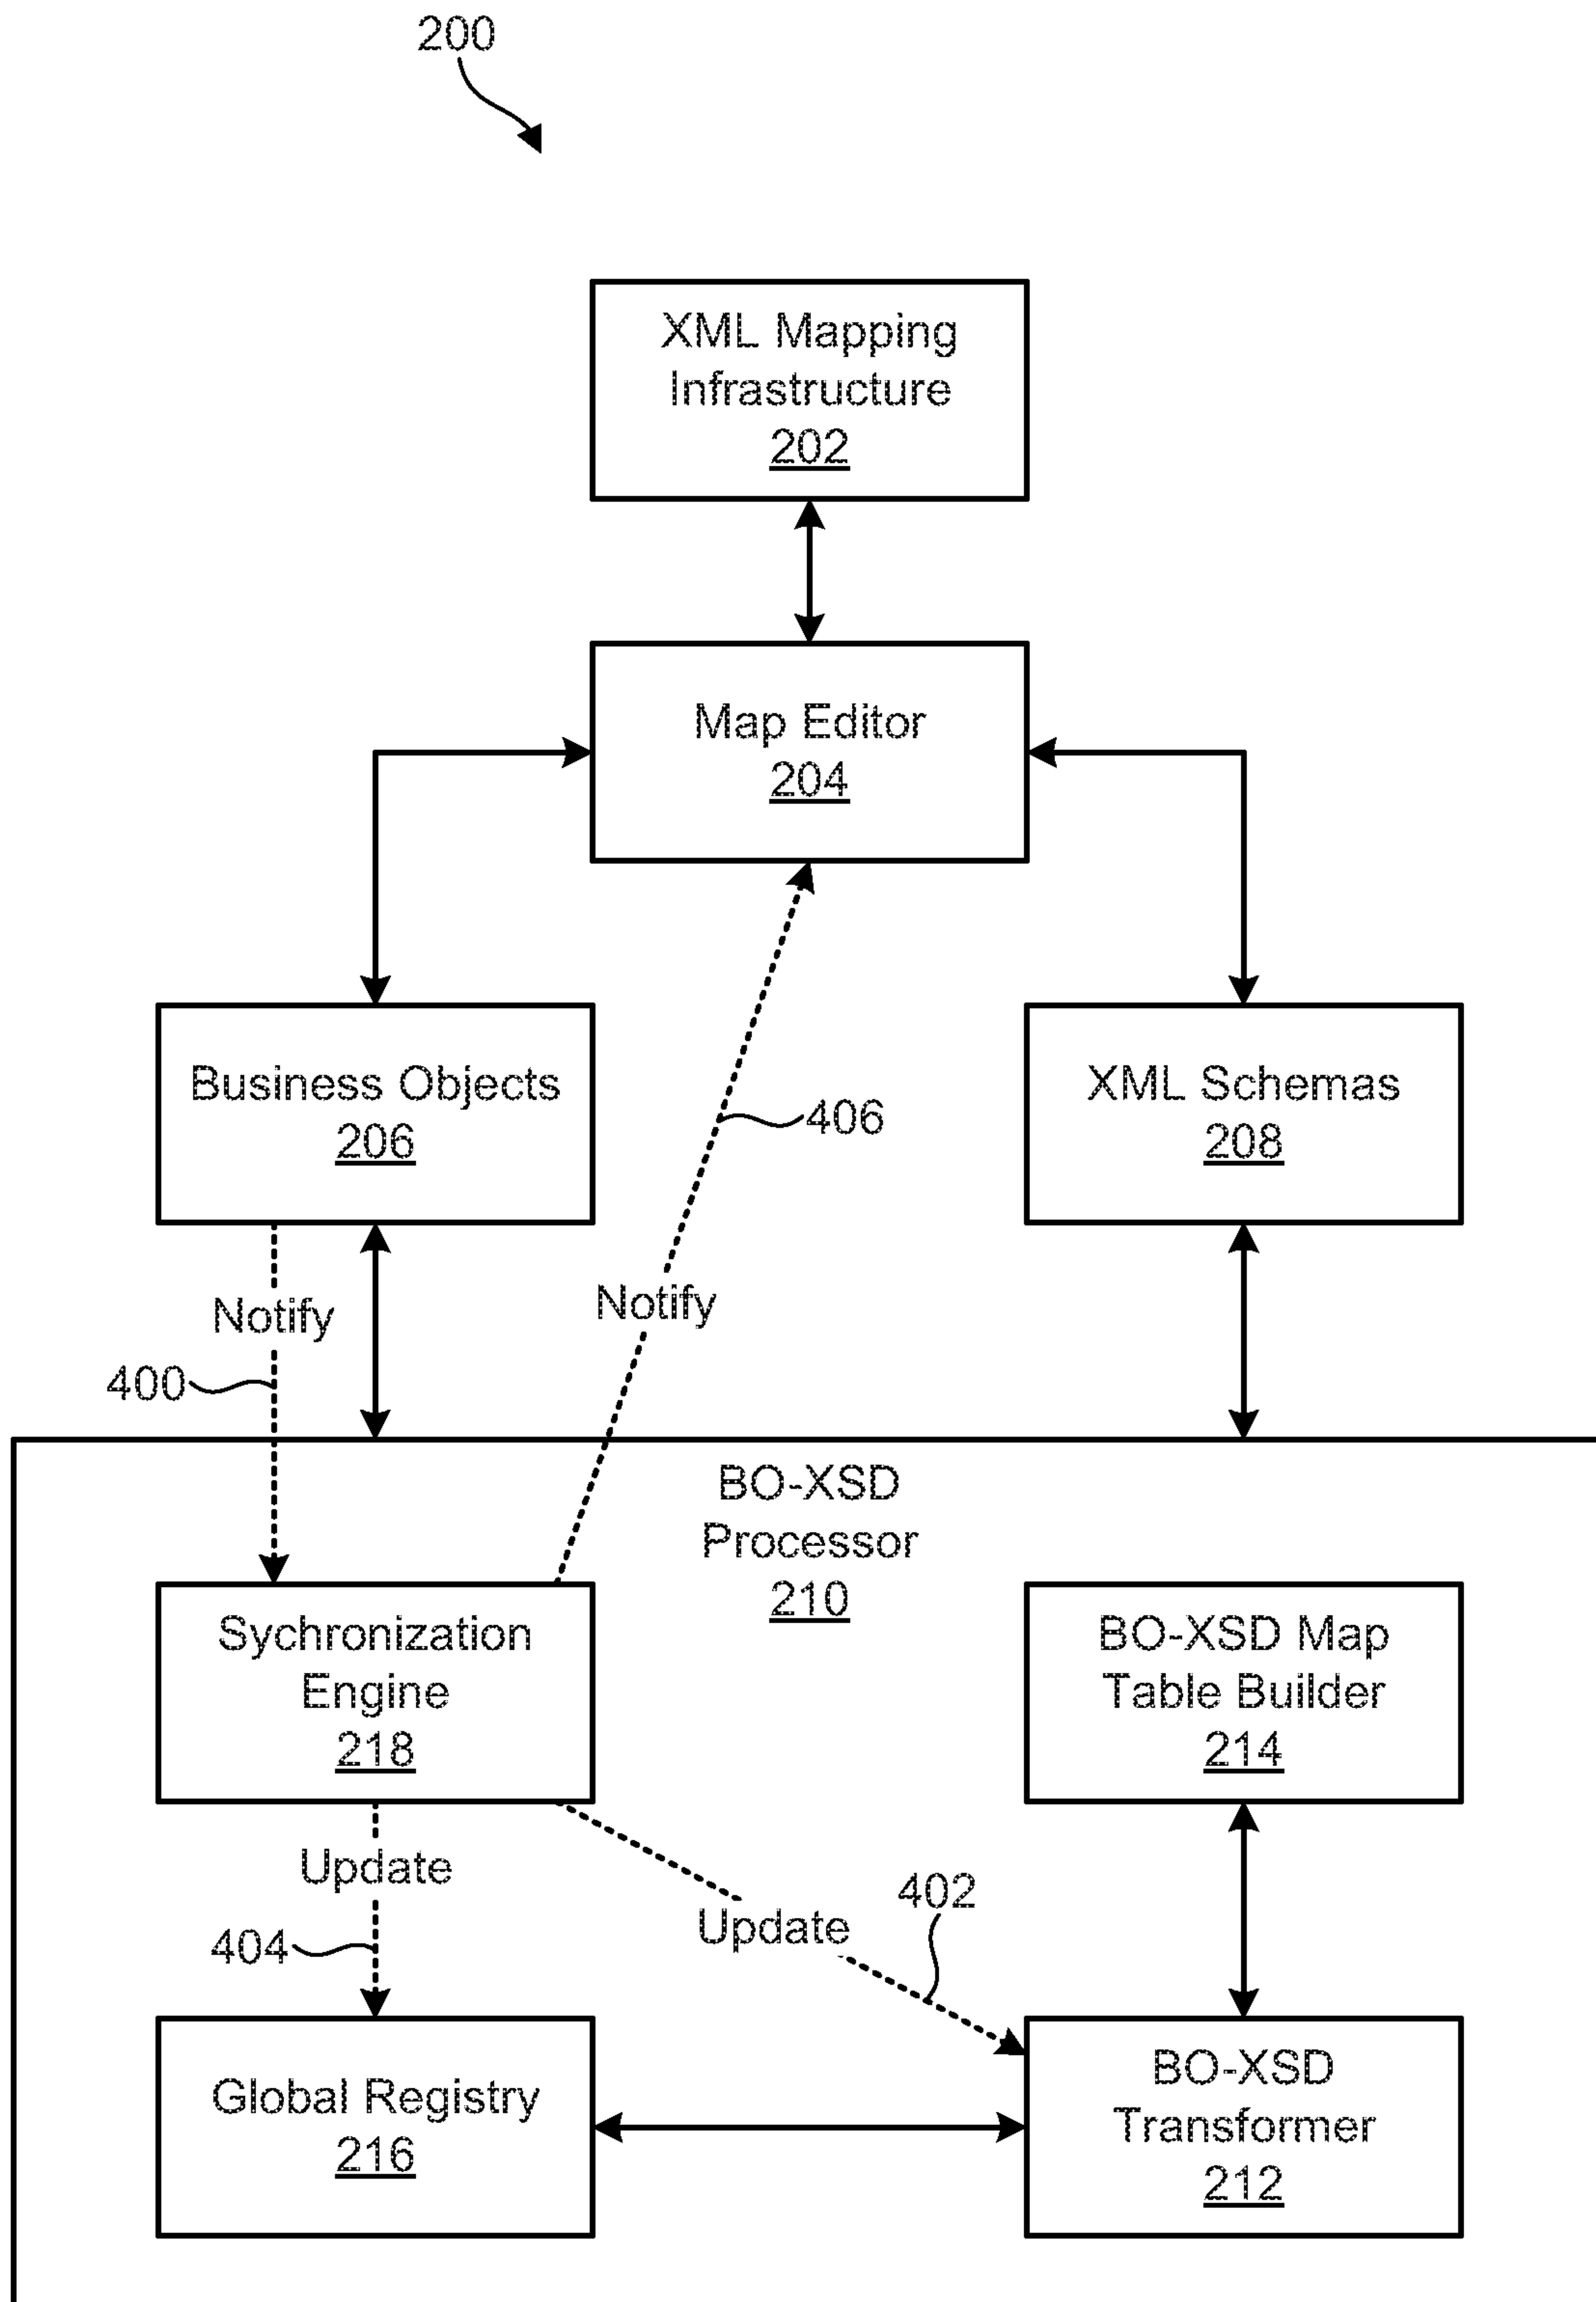 200
XML Mapping
Infrastructure
202
Map Editor
204
Business Objects
206
XML Schemas
208
406
Notify
Notify
400
BO-XSD
Processor
210
Sychronization
Engine
218
BO-XSD Map
Table Builder
214
Update
402
Update
404
Global Registry
216
BO-XSD
Transformer
212